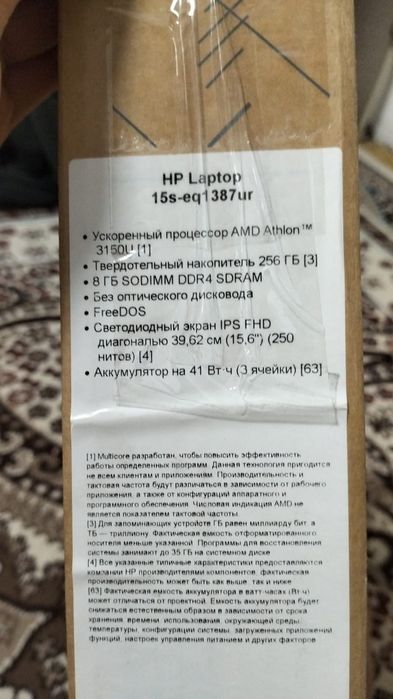 HP Laptop
15s-eq1387ur
• Ускоренный процессор AMD Athlon™
3150U [1]
• Твердотельный накопитель 256 ГБ [3]
• 8 ГБ SODIMM DDR4 SDRAM
• Без оптического дисковода
• FreeDOS
• Светодиодный экран IPS FHD
диагональю 39,62 см (15,6") (250
нитов) [4]
• Аккумулятор на 41 Вт·ч (3 ячейки) [63]
[1] Multicore разработан, чтобы повысить эффективность
работы определенных программ. Данная технология пригодится
не всем клиентам и приложениям. Производительность и
тактовая частота будут различаться в зависимости от рабочего
приложения, а также от конфигураций аппаратного и
программного обеспечения. Числовая индикация AMD не
является показателем тактовой частоты.
[3] Для запоминающих устройств ГБ равен миллиарду бит, а
ТБ — триллиону. Фактическая емкость отформатированного
носителя меньше указанной. Программы для восстановления
системы занимают до 35 ГБ на системном диске
[4] Все указанные типичные характеристики предоставляются
компании HP производителями компонентов, фактическая
производительность может быть как выше, так и ниже
[63] Фактическая емкость аккумулятора в ватт-часах (Вт·ч)
может отличаться от проектной. Емкость аккумулятора будет
снижаться естественным образом в зависимости от срока
хранения, времени использования, окружающей среды,
температуры, конфигурации системы, загруженных приложений,
функций, настроек управления питанием и других факторов